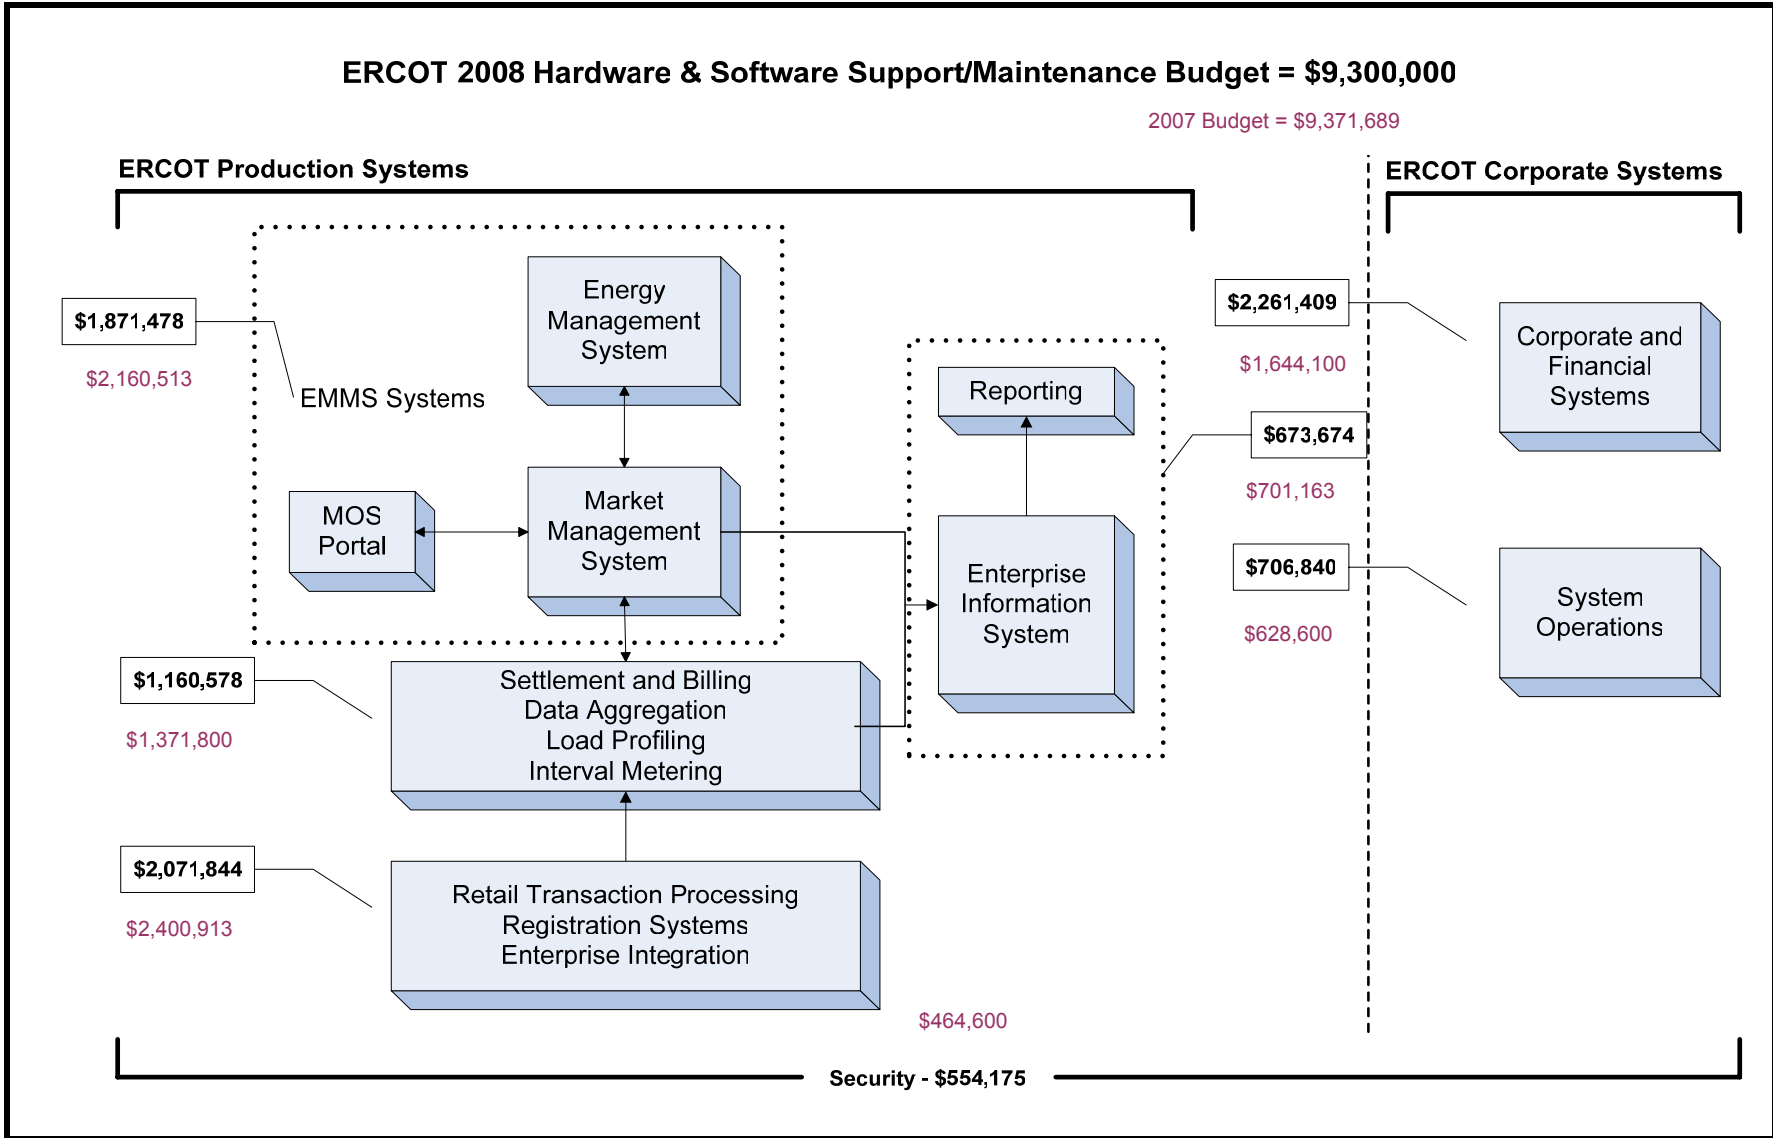 ERCOT 2008 Hardware & Software Support/Maintenance Budget = $9,300,000
2007 Budget = $9,371,689
ERCOT Production Systems
ERCOT Corporate Systems
$1,871,478
$2,160,513
EMMS Systems
Energy
Management
System
MOS
Portal
Market
Management
System
Reporting
Enterprise
Information
System
$2,261,409
$1,644,100
Corporate and
Financial
Systems
$673,674
$701,163
$706,840
$628,600
System
Operations
$1,160,578
$1,371,800
Settlement and Billing
Data Aggregation
Load Profiling
Interval Metering
$2,071,844
$2,400,913
Retail Transaction Processing
Registration Systems
Enterprise Integration
$464,600
Security - $554,175